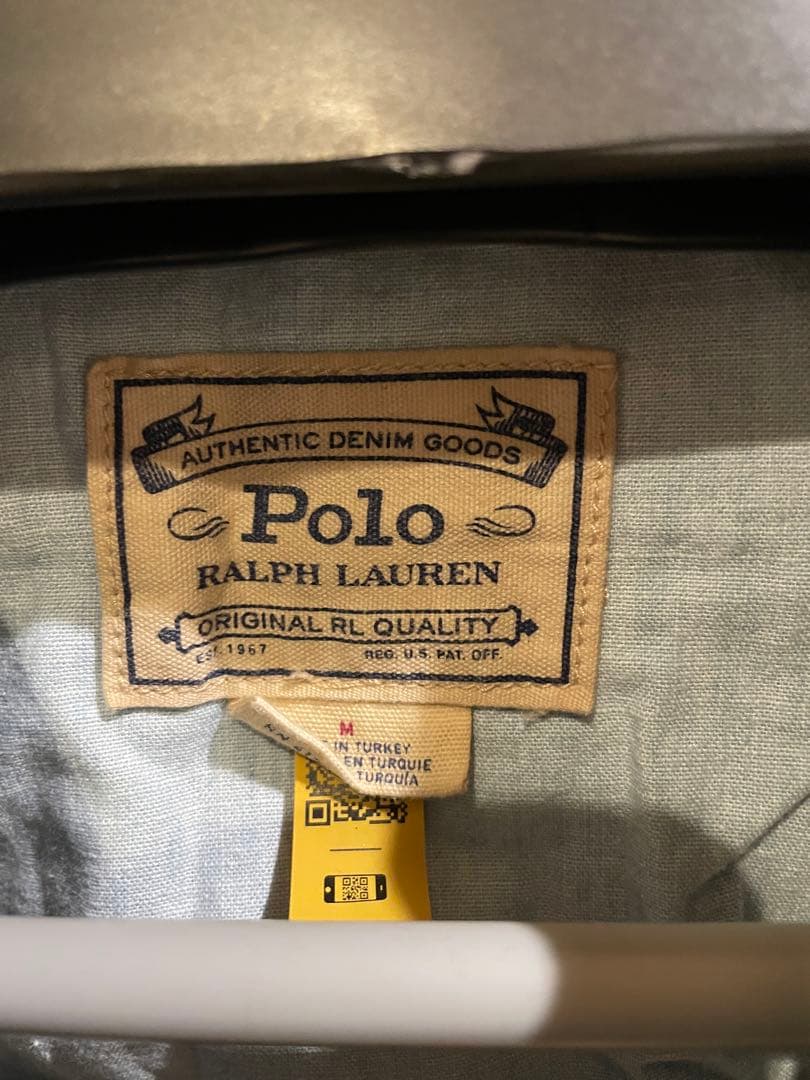 AUTHENTIC DENIM GOODS
Polo
RALPH LAUREN
ORIGINAL RL QUALITY
EST. 1967 REG. U.S. PAT. OFF.
M
IN TURKEY
EN TURQUIE
TURQUÍA